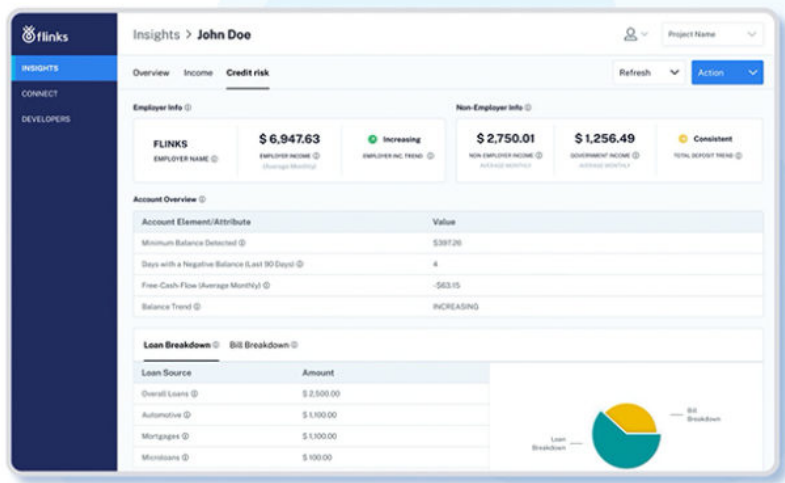 flinks
Insights > John Doe
Project Name
INSIGHTS
CONNECT
DEVELOPERS
Overview Income Credit risk
Refresh
Action
Employer Info
Non-Employer Info
FLINKS
EMPLOYER NAME
$ 6,947.63
EMPLOYER INCOME
(Average Monthly)
Increasing
EMPLOYER INC. TREND
$ 2,750.01
NON-EMPLOYER INCOME
AVERAGE MONTHLY
$ 1,256.49
GOVERNMENT INCOME
AVERAGE MONTHLY
Consistent
TOTAL DEPOSIT TREND
Account Overview
Account Element/Attribute Value
Minimum Balance Detected $397.26
Days with a Negative Balance (Last 90 Days) 4
Free-Cash-Flow (Average Monthly) -$63.15
Balance Trend INCREASING
Loan Breakdown Bill Breakdown
Loan Source Amount
Overall Loans $ 2,500.00
Automotive $ 1,100.00
Mortgages $ 1,100.00
Microloans $ 100.00
Bill
Breakdown
Loan
Breakdown